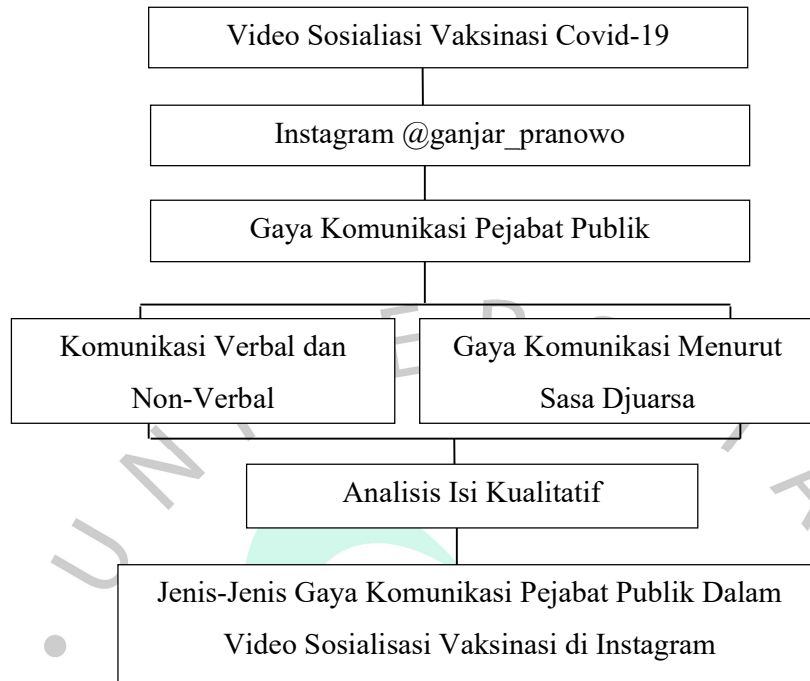 Video Sosialiasi Vaksinasi Covid-19
Instagram @ganjar_pranowo
Gaya Komunikasi Pejabat Publik
Komunikasi Verbal dan
Non-Verbal
Gaya Komunikasi Menurut
Sasa Djuarsa
Analisis Isi Kualitatif
Jenis-Jenis Gaya Komunikasi Pejabat Publik Dalam
Video Sosialisasi Vaksinasi di Instagram